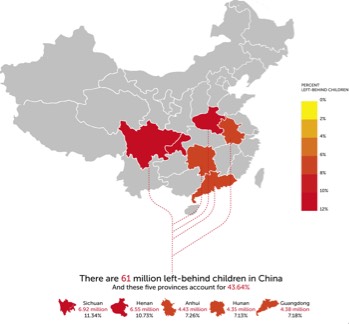 PERCENT
LEFT-BEHIND CHILDREN
0%
2%
4%
6%
8%
10%
12%
There are 61 million left-behind children in China
And these five provinces account for 43.64%
Sichuan Henan Anhui Hunan Guangdong
6.92 million 6.55 million 4.43 million 4.35 million 4.38 million
11.34% 10.73% 7.26% 7.13% 7.18%